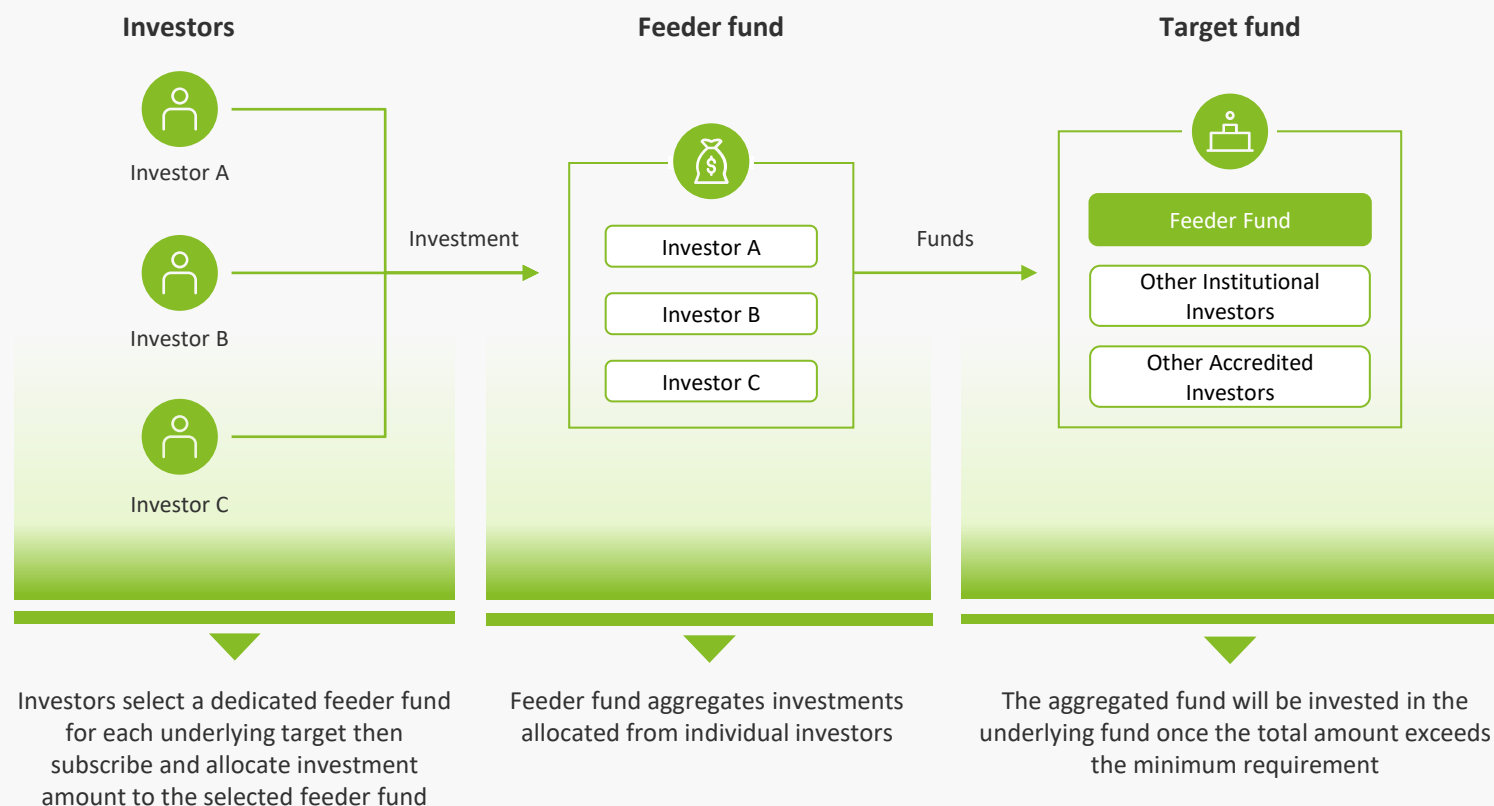 Investors
Investor A
Investor B
Investor C
Investment
Feeder fund
$
Investor A
Investor B
Investor C
Funds
Target fund
Feeder Fund
Other Institutional
Investors
Other Accredited
Investors
Investors select a dedicated feeder fund
for each underlying target then
subscribe and allocate investment
amount to the selected feeder fund
Feeder fund aggregates investments
allocated from individual investors
The aggregated fund will be invested in the
underlying fund once the total amount exceeds
the minimum requirement